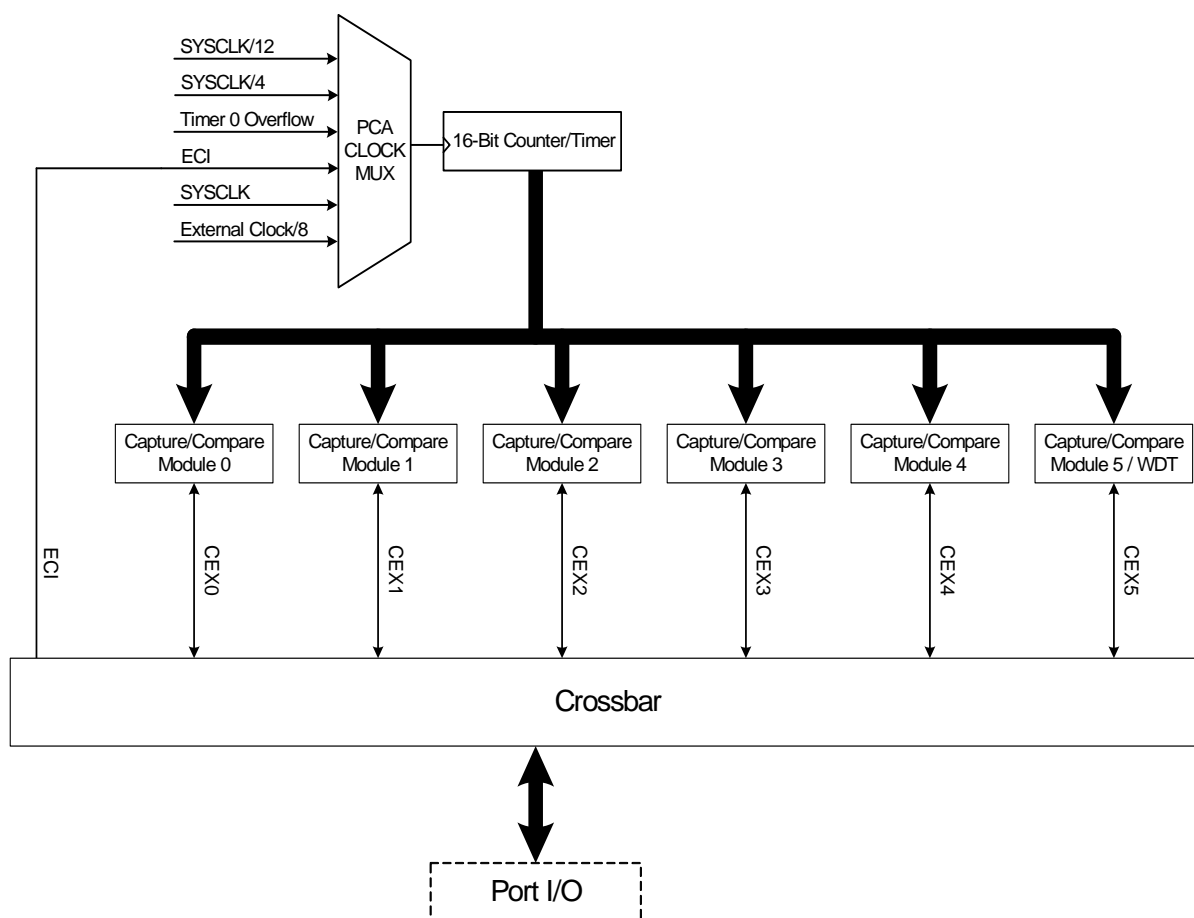 SYSCLK/12
SYSCLK/4
Timer 0 Overflow
ECI
SYSCLK
External Clock/8
PCA
CLOCK
MUX
16-Bit Counter/Timer
Capture/Compare
Module 0
Capture/Compare
Module 1
Capture/Compare
Module 2
Capture/Compare
Module 3
Capture/Compare
Module 4
Capture/Compare
Module 5 / WDT
ECI
CEX0
CEX1
CEX2
CEX3
CEX4
CEX5
Crossbar
Port I/O